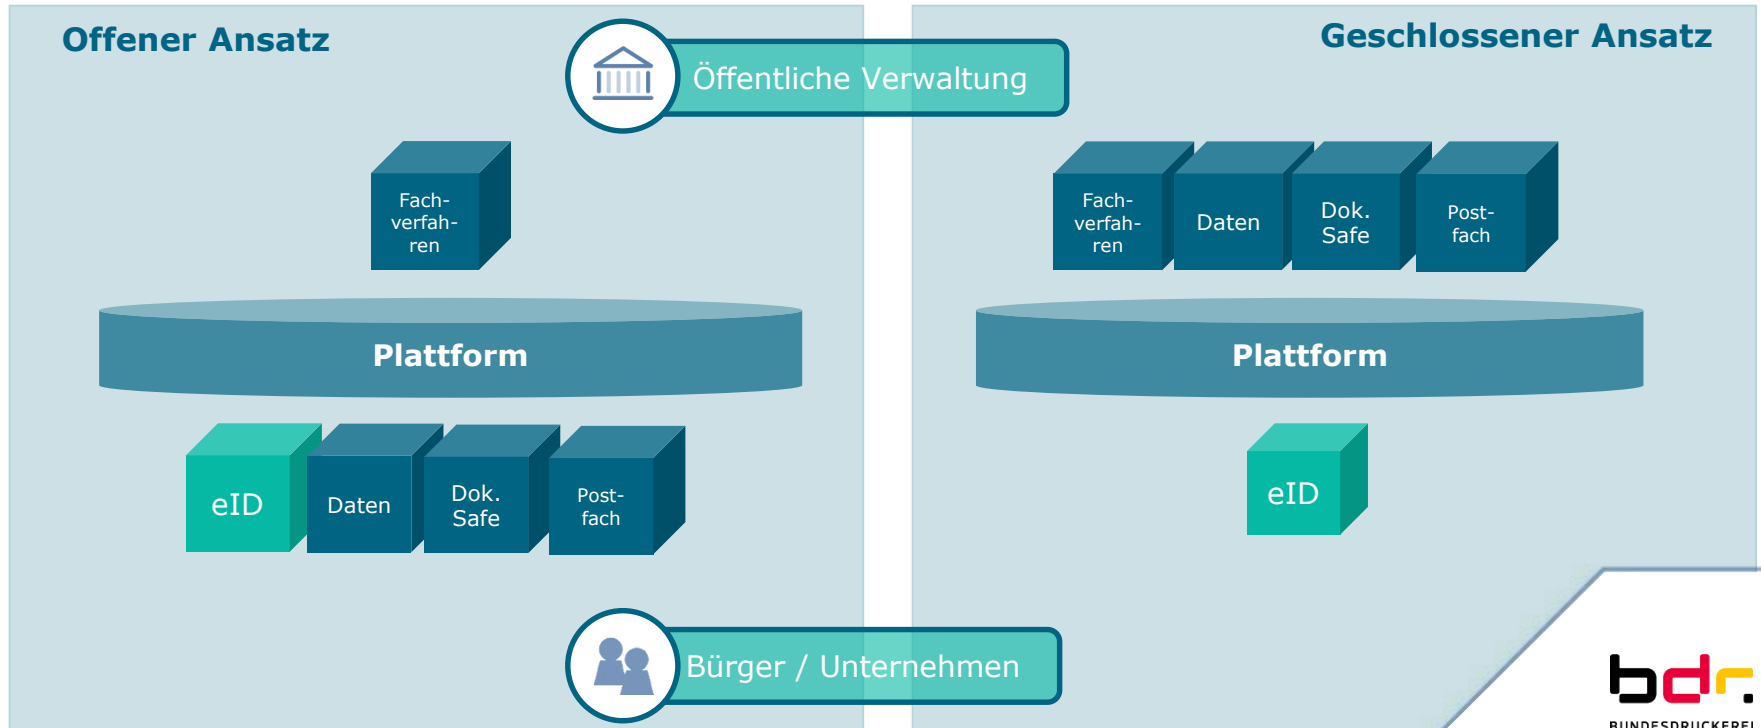 Offener Ansatz
Geschlossener Ansatz
Öffentliche Verwaltung
Fach-
verfah-
ren
Plattform
eID
Daten
Dok.
Safe
Post-
fach
Fach-
verfah-
ren
Daten
Dok.
Safe
Post-
fach
Plattform
eID
Bürger / Unternehmen
bdr.
BUNDESDRUCKEREI